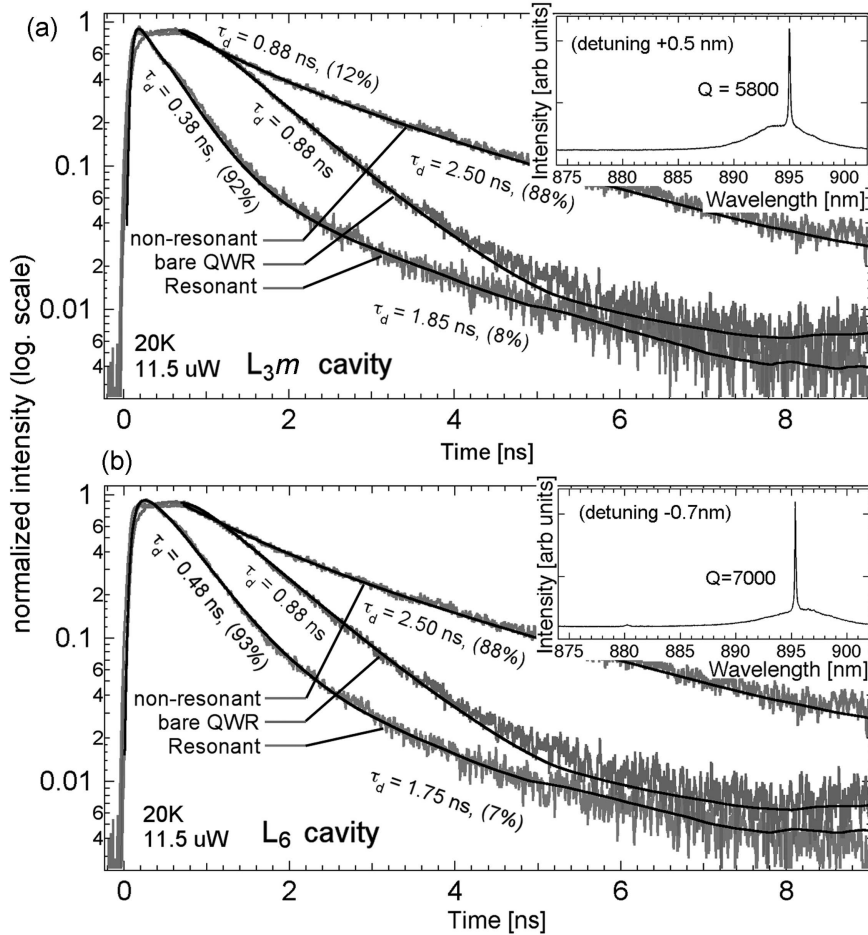 (a)
normalized intensity (log. scale)
1
8
6
4
2
0.1
8
6
4
2
0.01
8
6
4
τd = 0.88 ns, (12%)
τd = 0.38 ns, (92%)
τd = 0.88 ns
τd = 2.50 ns, (88%)
non-resonant
bare QWR
Resonant
τd = 1.85 ns, (8%)
20K
11.5 uW
L3m cavity
0 2 4 6 8
Time [ns]
Intensity [arb units]
(detuning +0.5 nm)
Q = 5800
875 880 885 890 895 900
Wavelength [nm]
(b)
1
8
6
4
2
0.1
8
6
4
2
0.01
8
6
4
τd = 0.48 ns, (93%)
τd = 0.88 ns
τd = 2.50 ns, (88%)
non-resonant
bare QWR
Resonant
τd = 1.75 ns, (7%)
20K
11.5 uW
L6 cavity
0 2 4 6 8
Time [ns]
Intensity [arb units]
(detuning -0.7nm)
Q=7000
875 880 885 890 895 900
Wavelength [nm]